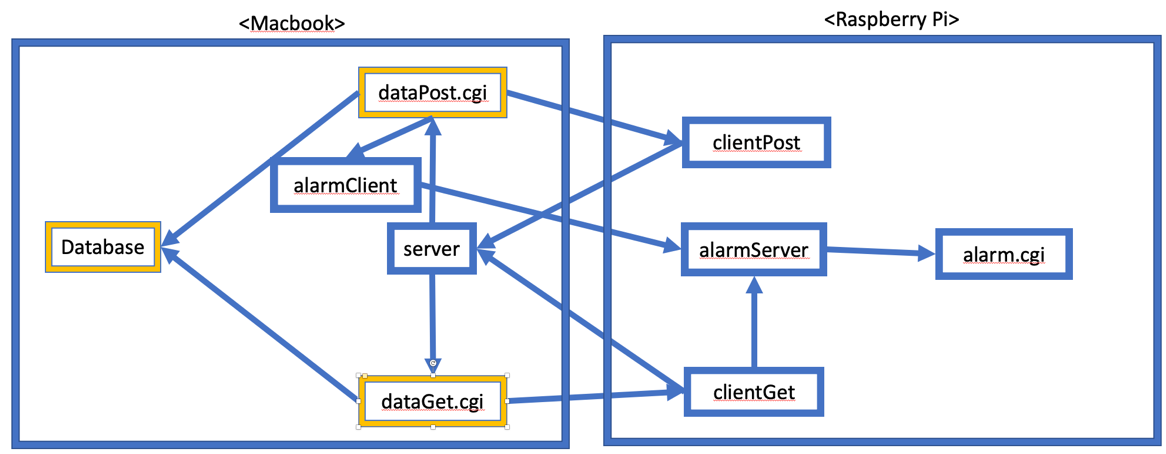 <Macbook>
<Raspberry Pi>
dataPost.cgi
clientPost
alarmClient
Database
server
alarmServer
alarm.cgi
dataGet.cgi
clientGet